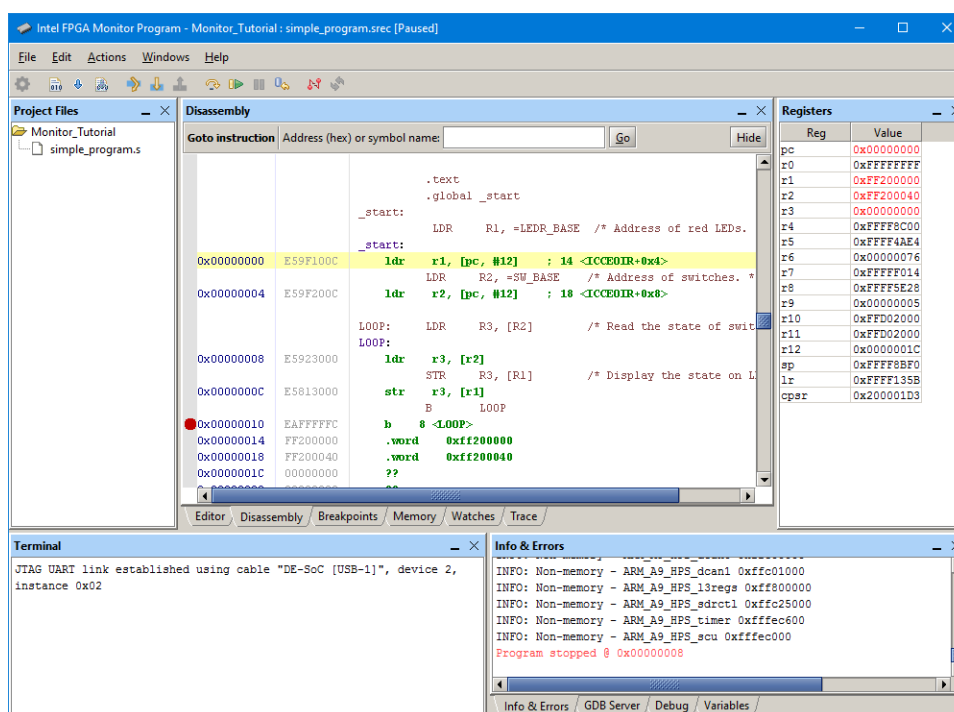 Intel FPGA Monitor Program - Monitor_Tutorial : simple_program.srec [Paused]
File Edit Actions Windows Help
Project Files
Monitor_Tutorial
simple_program.s
Disassembly
Goto instruction Address (hex) or symbol name: Go Hide
.text
.global _start
_start:
LDR R1, =LEDR_BASE /* Address of red LEDs.
_start:
0x00000000 E59F100C ldr r1, [pc, #12] ; 14 <ICCEOIR+0x4>
LDR R2, =SW_BASE /* Address of switches. *
0x00000004 E59F200C ldr r2, [pc, #12] ; 18 <ICCEOIR+0x8>
LOOP: LDR R3, [R2] /* Read the state of swit
LOOP:
0x00000008 E5923000 ldr r3, [r2]
STR R3, [R1] /* Display the state on L
0x0000000C E5813000 str r3, [r1]
B LOOP
0x00000010 EAFFFFFC b 8 <LOOP>
0x00000014 FF200000 .word 0xff200000
0x00000018 FF200040 .word 0xff200040
0x0000001C 00000000 ??
Editor Disassembly Breakpoints Memory Watches Trace
Registers
Reg Value
pc 0x00000000
r0 0xFFFFFFFF
r1 0xFF200000
r2 0xFF200040
r3 0x00000000
r4 0xFFFF8C00
r5 0xFFFF4AE4
r6 0x00000076
r7 0xFFFFF014
r8 0xFFFF5E28
r9 0x00000005
r10 0xFFD02000
r11 0xFFD02000
r12 0x0000001C
sp 0xFFFF8BF0
lr 0xFFFF135B
cpsr 0x200001D3
Terminal
JTAG UART link established using cable "DE-SoC [USB-1]", device 2,
instance 0x02
Info & Errors
INFO: Non-memory - ARM_A9_HPS_dcan1 0xffc01000
INFO: Non-memory - ARM_A9_HPS_l3regs 0xff800000
INFO: Non-memory - ARM_A9_HPS_sdrctl 0xffc25000
INFO: Non-memory - ARM_A9_HPS_timer 0xfffec600
INFO: Non-memory - ARM_A9_HPS_scu 0xfffec000
Program stopped @ 0x00000008
Info & Errors GDB Server Debug Variables